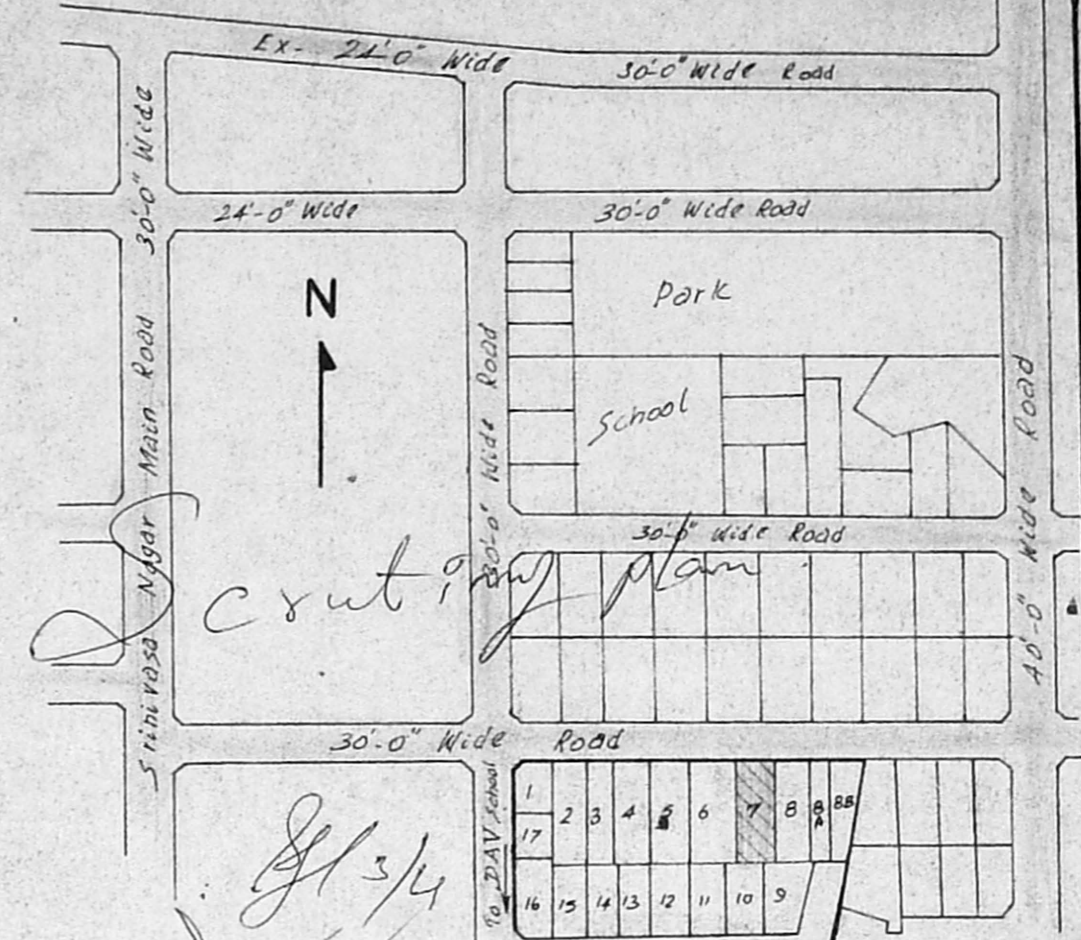 Ex- 24'-0" Wide
30'-0" Wide Road
30'-0" Wide
24'-0" Wide
30'-0" Wide Road
N
Park
School
Srinivasa Nagar Main Road
30'-0" Wide Road
30'-0" Wide Road
40'-0" Wide Road
plan
30'-0" Wide Road
To DAV School
1
2 3 4 5 6 7 8 8A 8B
17
16 15 14 13 12 11 10 9
3/4